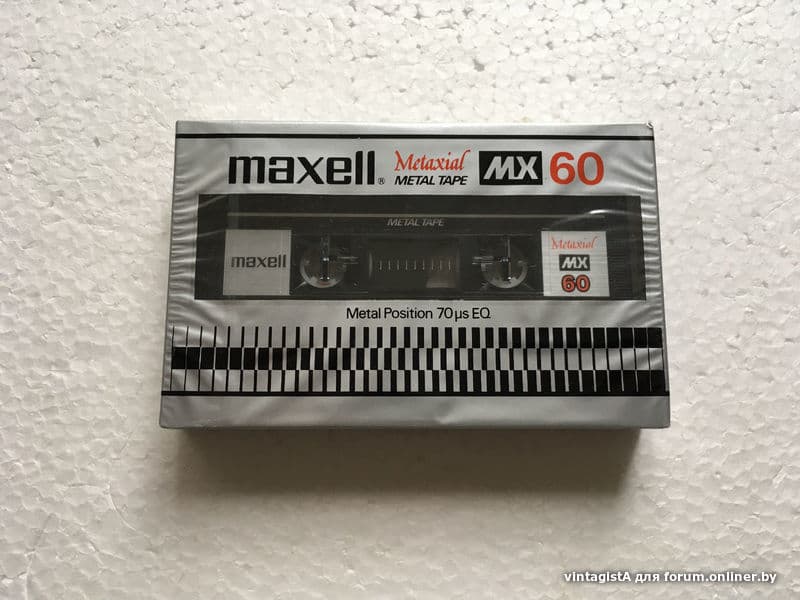 maxell® Metaxial METAL TAPE MX 60
METAL TAPE
maxell
Metaxial
MX
60
Metal Position 70µs EQ.
vintagistA для forum.onliner.by